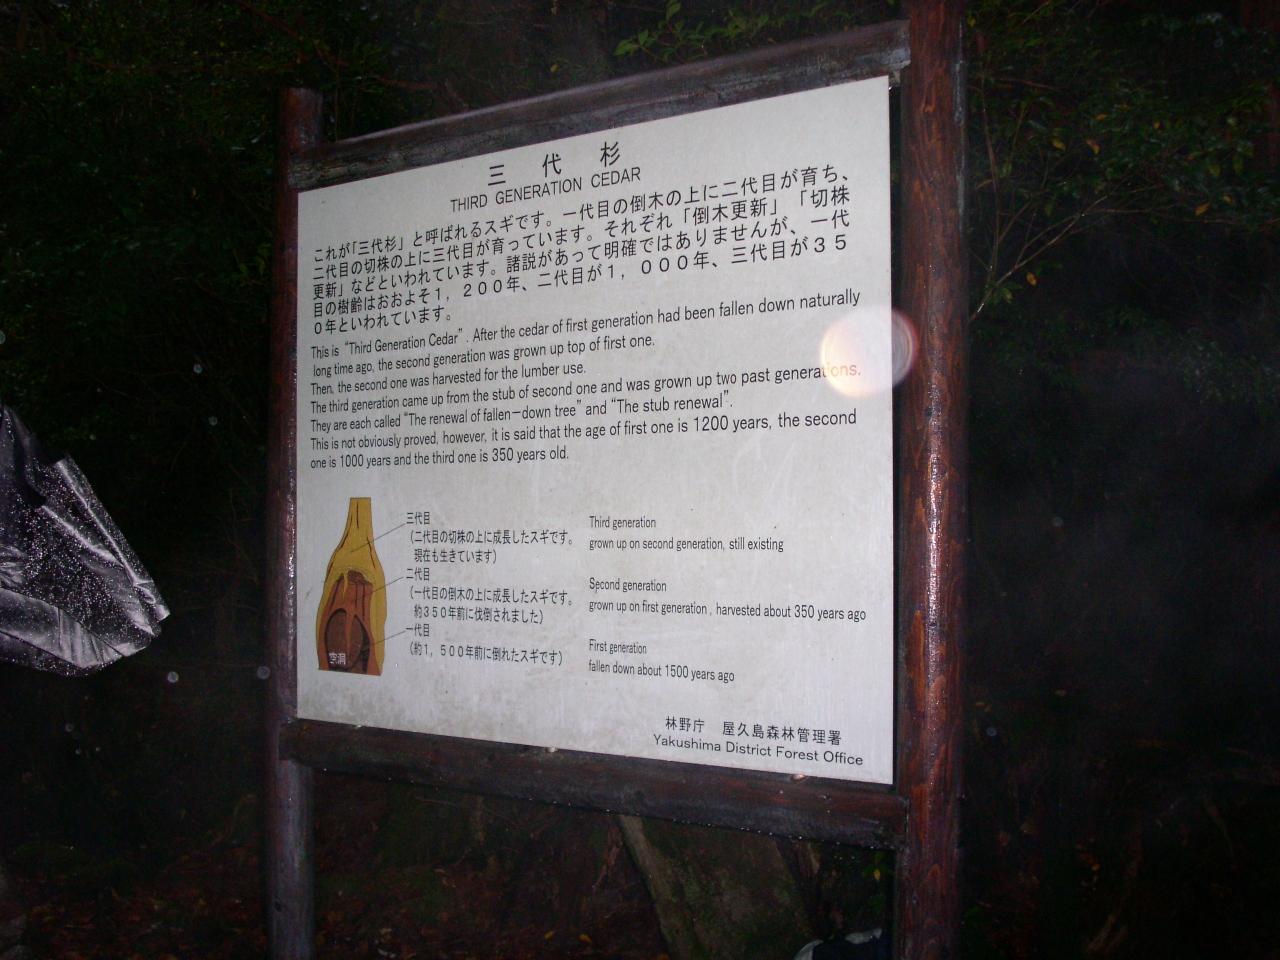 三代杉
THIRD GENERATION CEDAR
これが「三代杉」と呼ばれるスギです。一代目の倒木の上に二代目が育ち、
二代目の切株の上に三代目が育っています。それぞれ「倒木更新」「切株
更新」などといわれています。諸説があって明確ではありませんが、一代
目の樹齢はおおよそ1,200年、二代目が1,000年、三代目が35
0年といわれています。
This is “Third Generation Cedar”. After the cedar of first generation had been fallen down naturally
long time ago, the second generation was grown up top of first one.
Then, the second one was harvested for the lumber use.
The third generation came up from the stub of second one and was grown up two past generations.
They are each called “The renewal of fallen-down tree” and “The stub renewal”.
This is not obviously proved, however, it is said that the age of first one is 1200 years, the second
one is 1000 years and the third one is 350 years old.
三代目
(二代目の切株の上に成長したスギです。
現在も生きています)
Third generation
grown up on second generation, still existing
二代目
(一代目の倒木の上に成長したスギです。
約350年前に伐倒されました)
Second generation
grown up on first generation, harvested about 350 years ago
一代目
(約1,500年前に倒れたスギです)
First generation
fallen down about 1500 years ago
空洞
林野庁 屋久島森林管理署
Yakushima District Forest Office